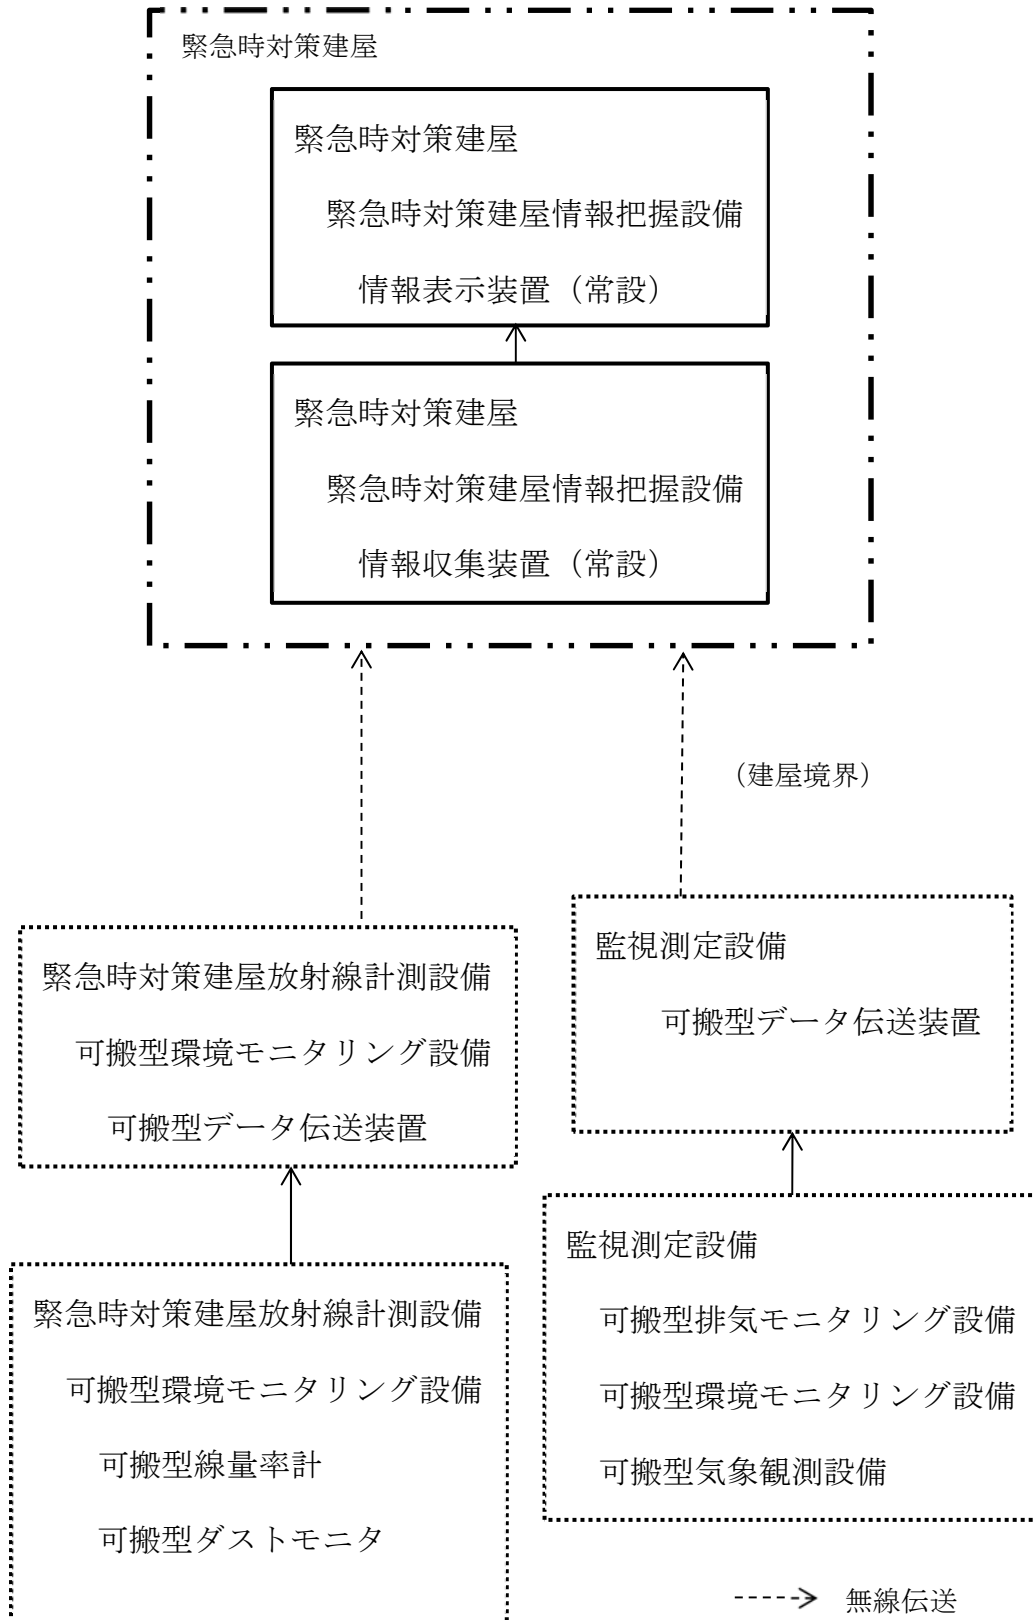 緊急時対策建屋
緊急時対策建屋
緊急時対策建屋情報把握設備
情報表示装置（常設）
緊急時対策建屋
緊急時対策建屋情報把握設備
情報収集装置（常設）
（建屋境界）
緊急時対策建屋放射線計測設備
可搬型環境モニタリング設備
可搬型データ伝送装置
監視測定設備
可搬型データ伝送装置
緊急時対策建屋放射線計測設備
可搬型環境モニタリング設備
可搬型線量率計
可搬型ダストモニタ
監視測定設備
可搬型排気モニタリング設備
可搬型環境モニタリング設備
可搬型気象観測設備
無線伝送